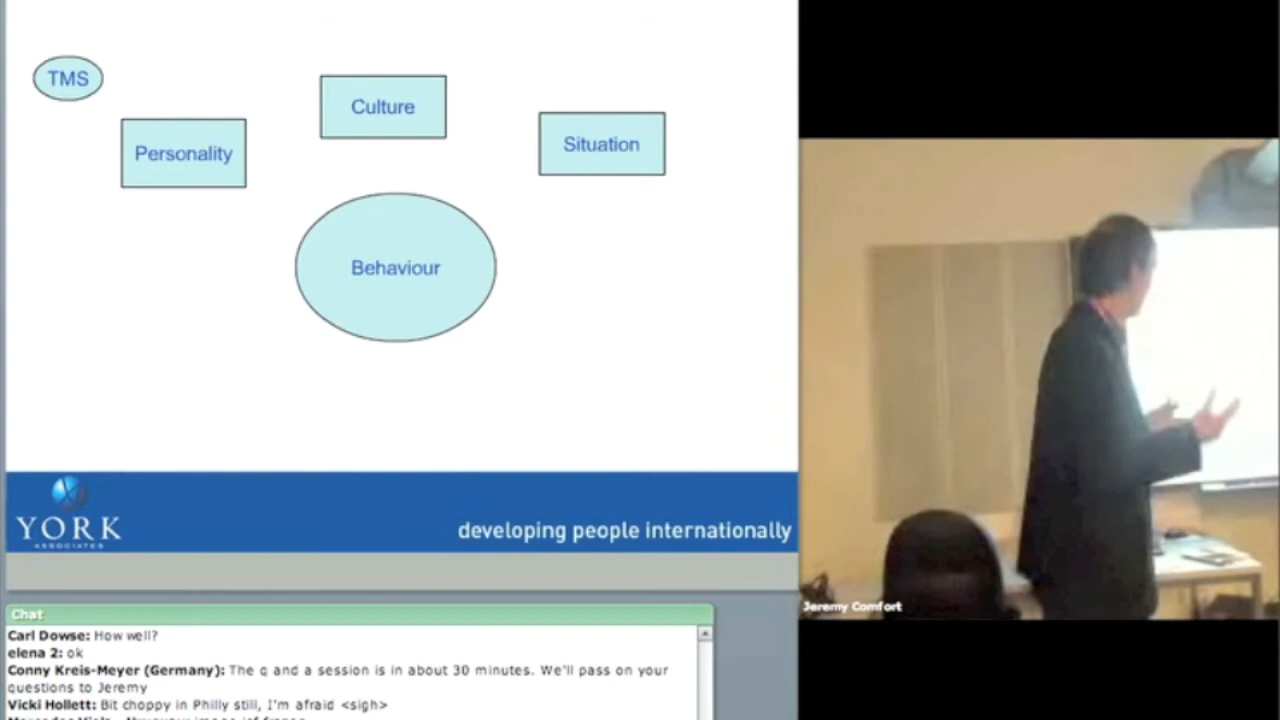 TMS
Culture
Situation
Personality
Behaviour
YORK
ASSOCIATES
developing people internationally
Jeremy Comfort
Chat
Carl Dowse: How well?
elena 2: ok
Conny Kreis-Meyer (Germany): The q and a session is in about 30 minutes. We'll pass on your
questions to Jeremy
Vicki Hollett: Bit choppy in Philly still, I'm afraid <sigh>